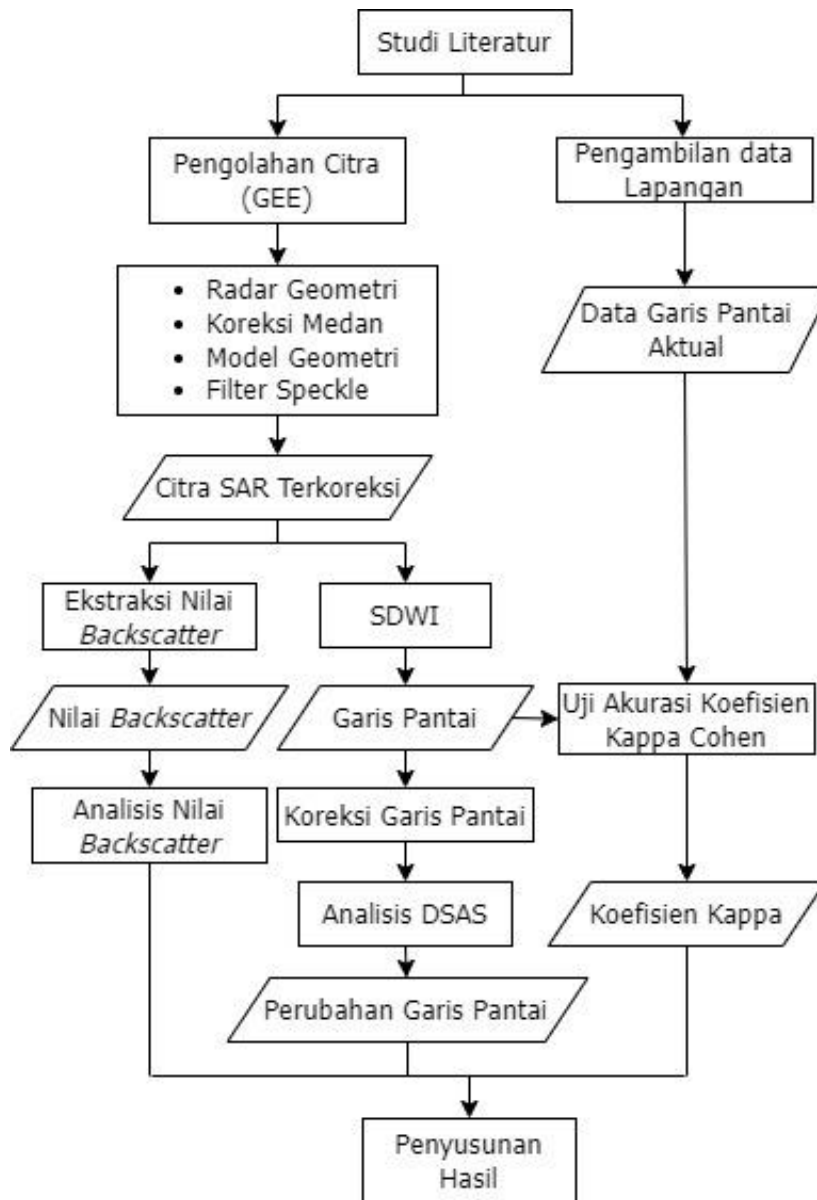 Studi Literatur
Pengolahan Citra
(GEE)
Pengambilan data
Lapangan
• Radar Geometri
• Koreksi Medan
• Model Geometri
• Filter Speckle
Data Garis Pantai
Aktual
Citra SAR Terkoreksi
Ekstraksi Nilai
Backscatter
SDWI
Nilai Backscatter
Garis Pantai
Uji Akurasi Koefisien
Kappa Cohen
Analisis Nilai
Backscatter
Koreksi Garis Pantai
Analisis DSAS
Koefisien Kappa
Perubahan Garis Pantai
Penyusunan
Hasil